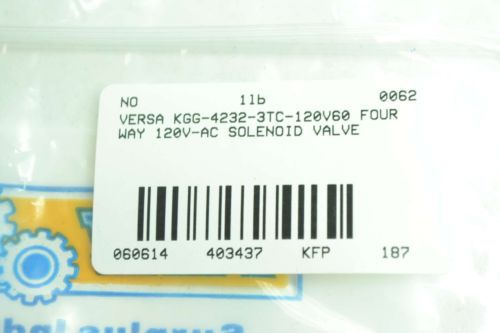 NO 1lb 0062
VERSA KGG-4232-3TC-120V60 FOUR
WAY 120V-AC SOLENOID VALVE
060614 403437 KFP 187